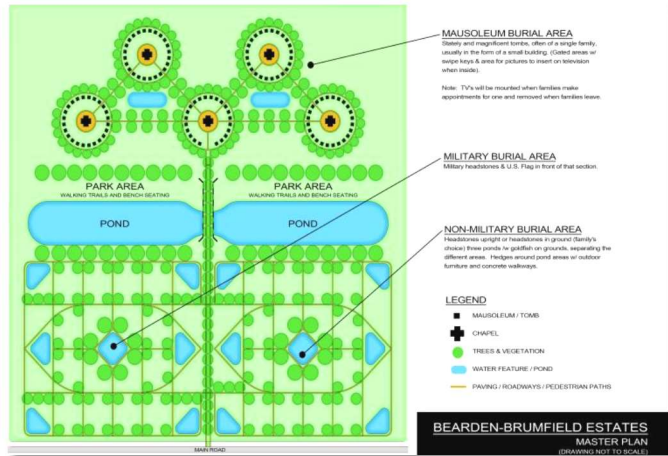 MAUSOLEUM BURIAL AREA
Stately and magnificent tombs, often of a single family,
usually in the form of a small building. (Gated areas w/
swipe keys & area for pictures to insert on television
when inside).
Note: TV's will be mounted when families make
appointments for one and removed when families leave.
MILITARY BURIAL AREA
Military headstones & U.S. Flag in front of that section.
PARK AREA
WALKING TRAILS AND BENCH SEATING
PARK AREA
WALKING TRAILS AND BENCH SEATING
POND
POND
NON-MILITARY BURIAL AREA
Headstones upright or headstones in ground (family's
choice) three ponds /w goldfish on grounds, separating the
different areas. Hedges around pond areas w/ outdoor
furniture and concrete walkways.
LEGEND
MAUSOLEUM / TOMB
CHAPEL
TREES & VEGETATION
WATER FEATURE / POND
PAVING / ROADWAYS / PEDESTRIAN PATHS
BEARDEN-BRUMFIELD ESTATES
MASTER PLAN
(DRAWING NOT TO SCALE)
MAIN ROAD